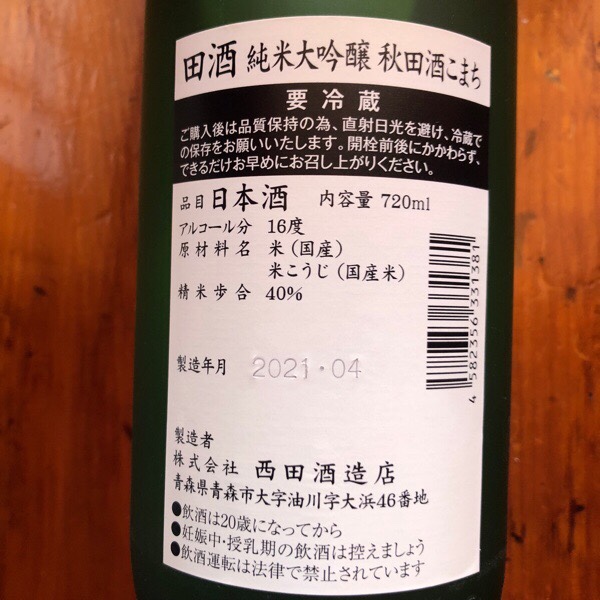 田酒 純米大吟醸 秋田酒こまち
要冷蔵
ご購入後は品質保持の為、直射日光を避け、冷蔵で
の保存をお願いいたします。開栓前後にかかわらず、
できるだけお早めにお召し上がりください。
品目 日本酒 内容量 720ml
アルコール分 16度
原材料名 米（国産）
米こうじ（国産米）
精米歩合 40%
製造年月 2021・04
製造者
株式会社 西田酒造店
青森県青森市大字油川字大浜46番地
●飲酒は20歳になってから
●妊娠中・授乳期の飲酒は控えましょう
●飲酒運転は法律で禁止されています
4 582356 331381